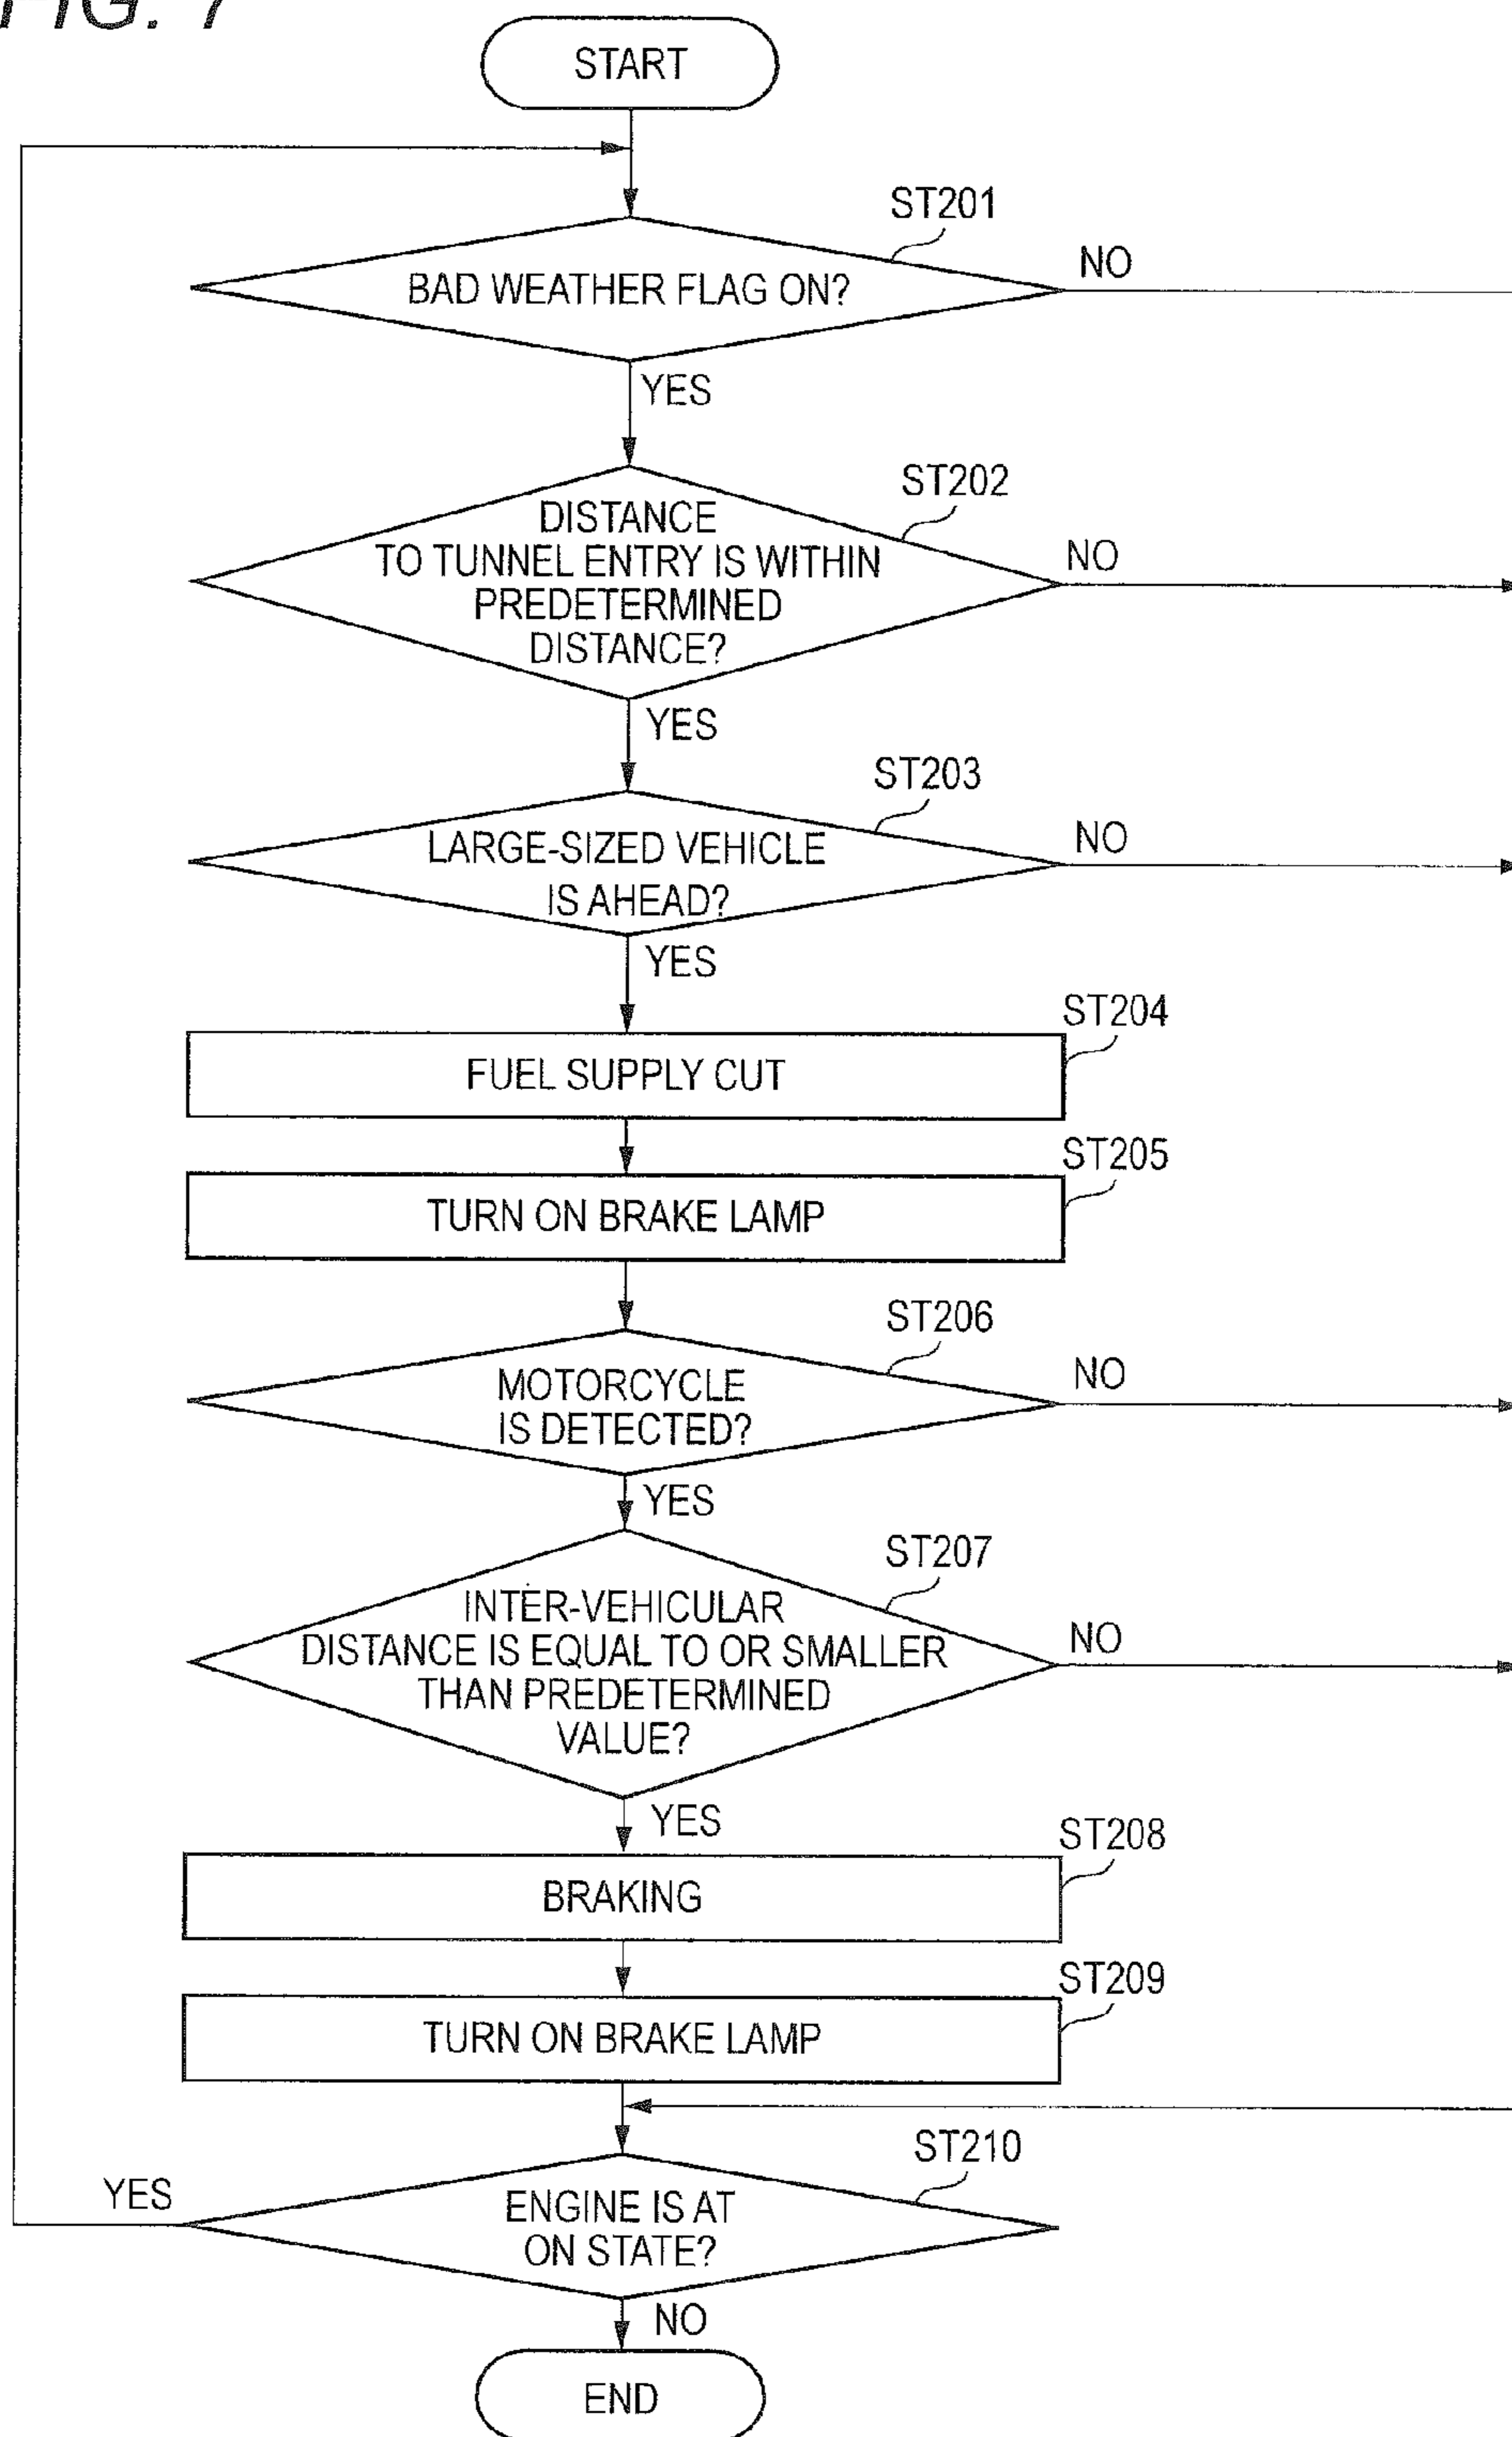 FIG. 7
START
ST201
BAD WEATHER FLAG ON?
NO
YES
ST202
DISTANCE
TO TUNNEL ENTRY IS WITHIN
PREDETERMINED
DISTANCE?
NO
YES
ST203
LARGE-SIZED VEHICLE
IS AHEAD?
NO
YES
ST204
FUEL SUPPLY CUT
ST205
TURN ON BRAKE LAMP
ST206
MOTORCYCLE
IS DETECTED?
NO
YES
ST207
INTER-VEHICULAR
DISTANCE IS EQUAL TO OR SMALLER
THAN PREDETERMINED
VALUE?
NO
YES
ST208
BRAKING
ST209
TURN ON BRAKE LAMP
ST210
YES
ENGINE IS AT
ON STATE?
NO
END